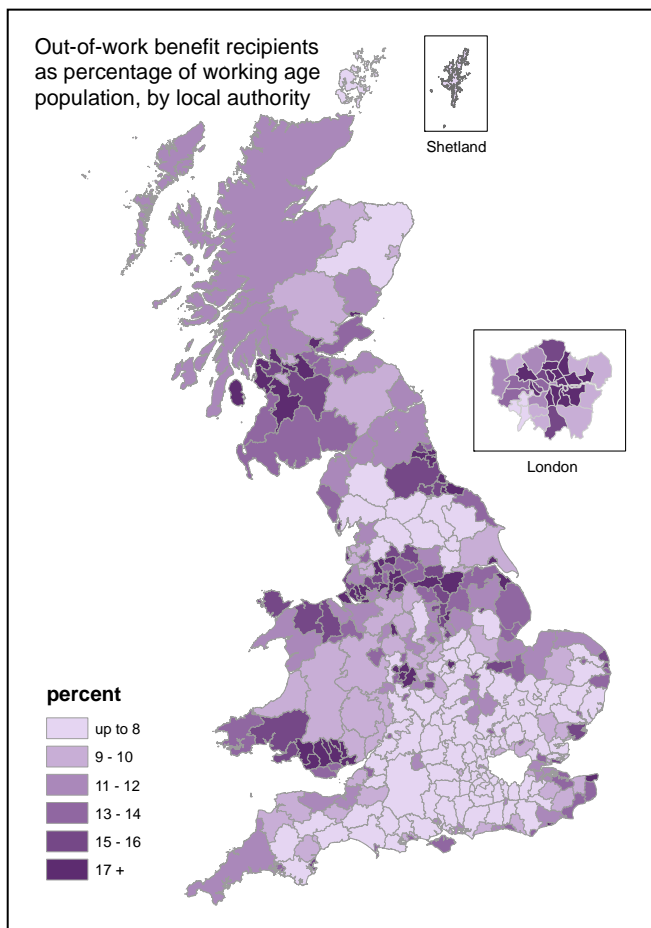 Out-of-work benefit recipients
as percentage of working age
population, by local authority
Shetland
London
percent
up to 8
9 - 10
11 - 12
13 - 14
15 - 16
17 +